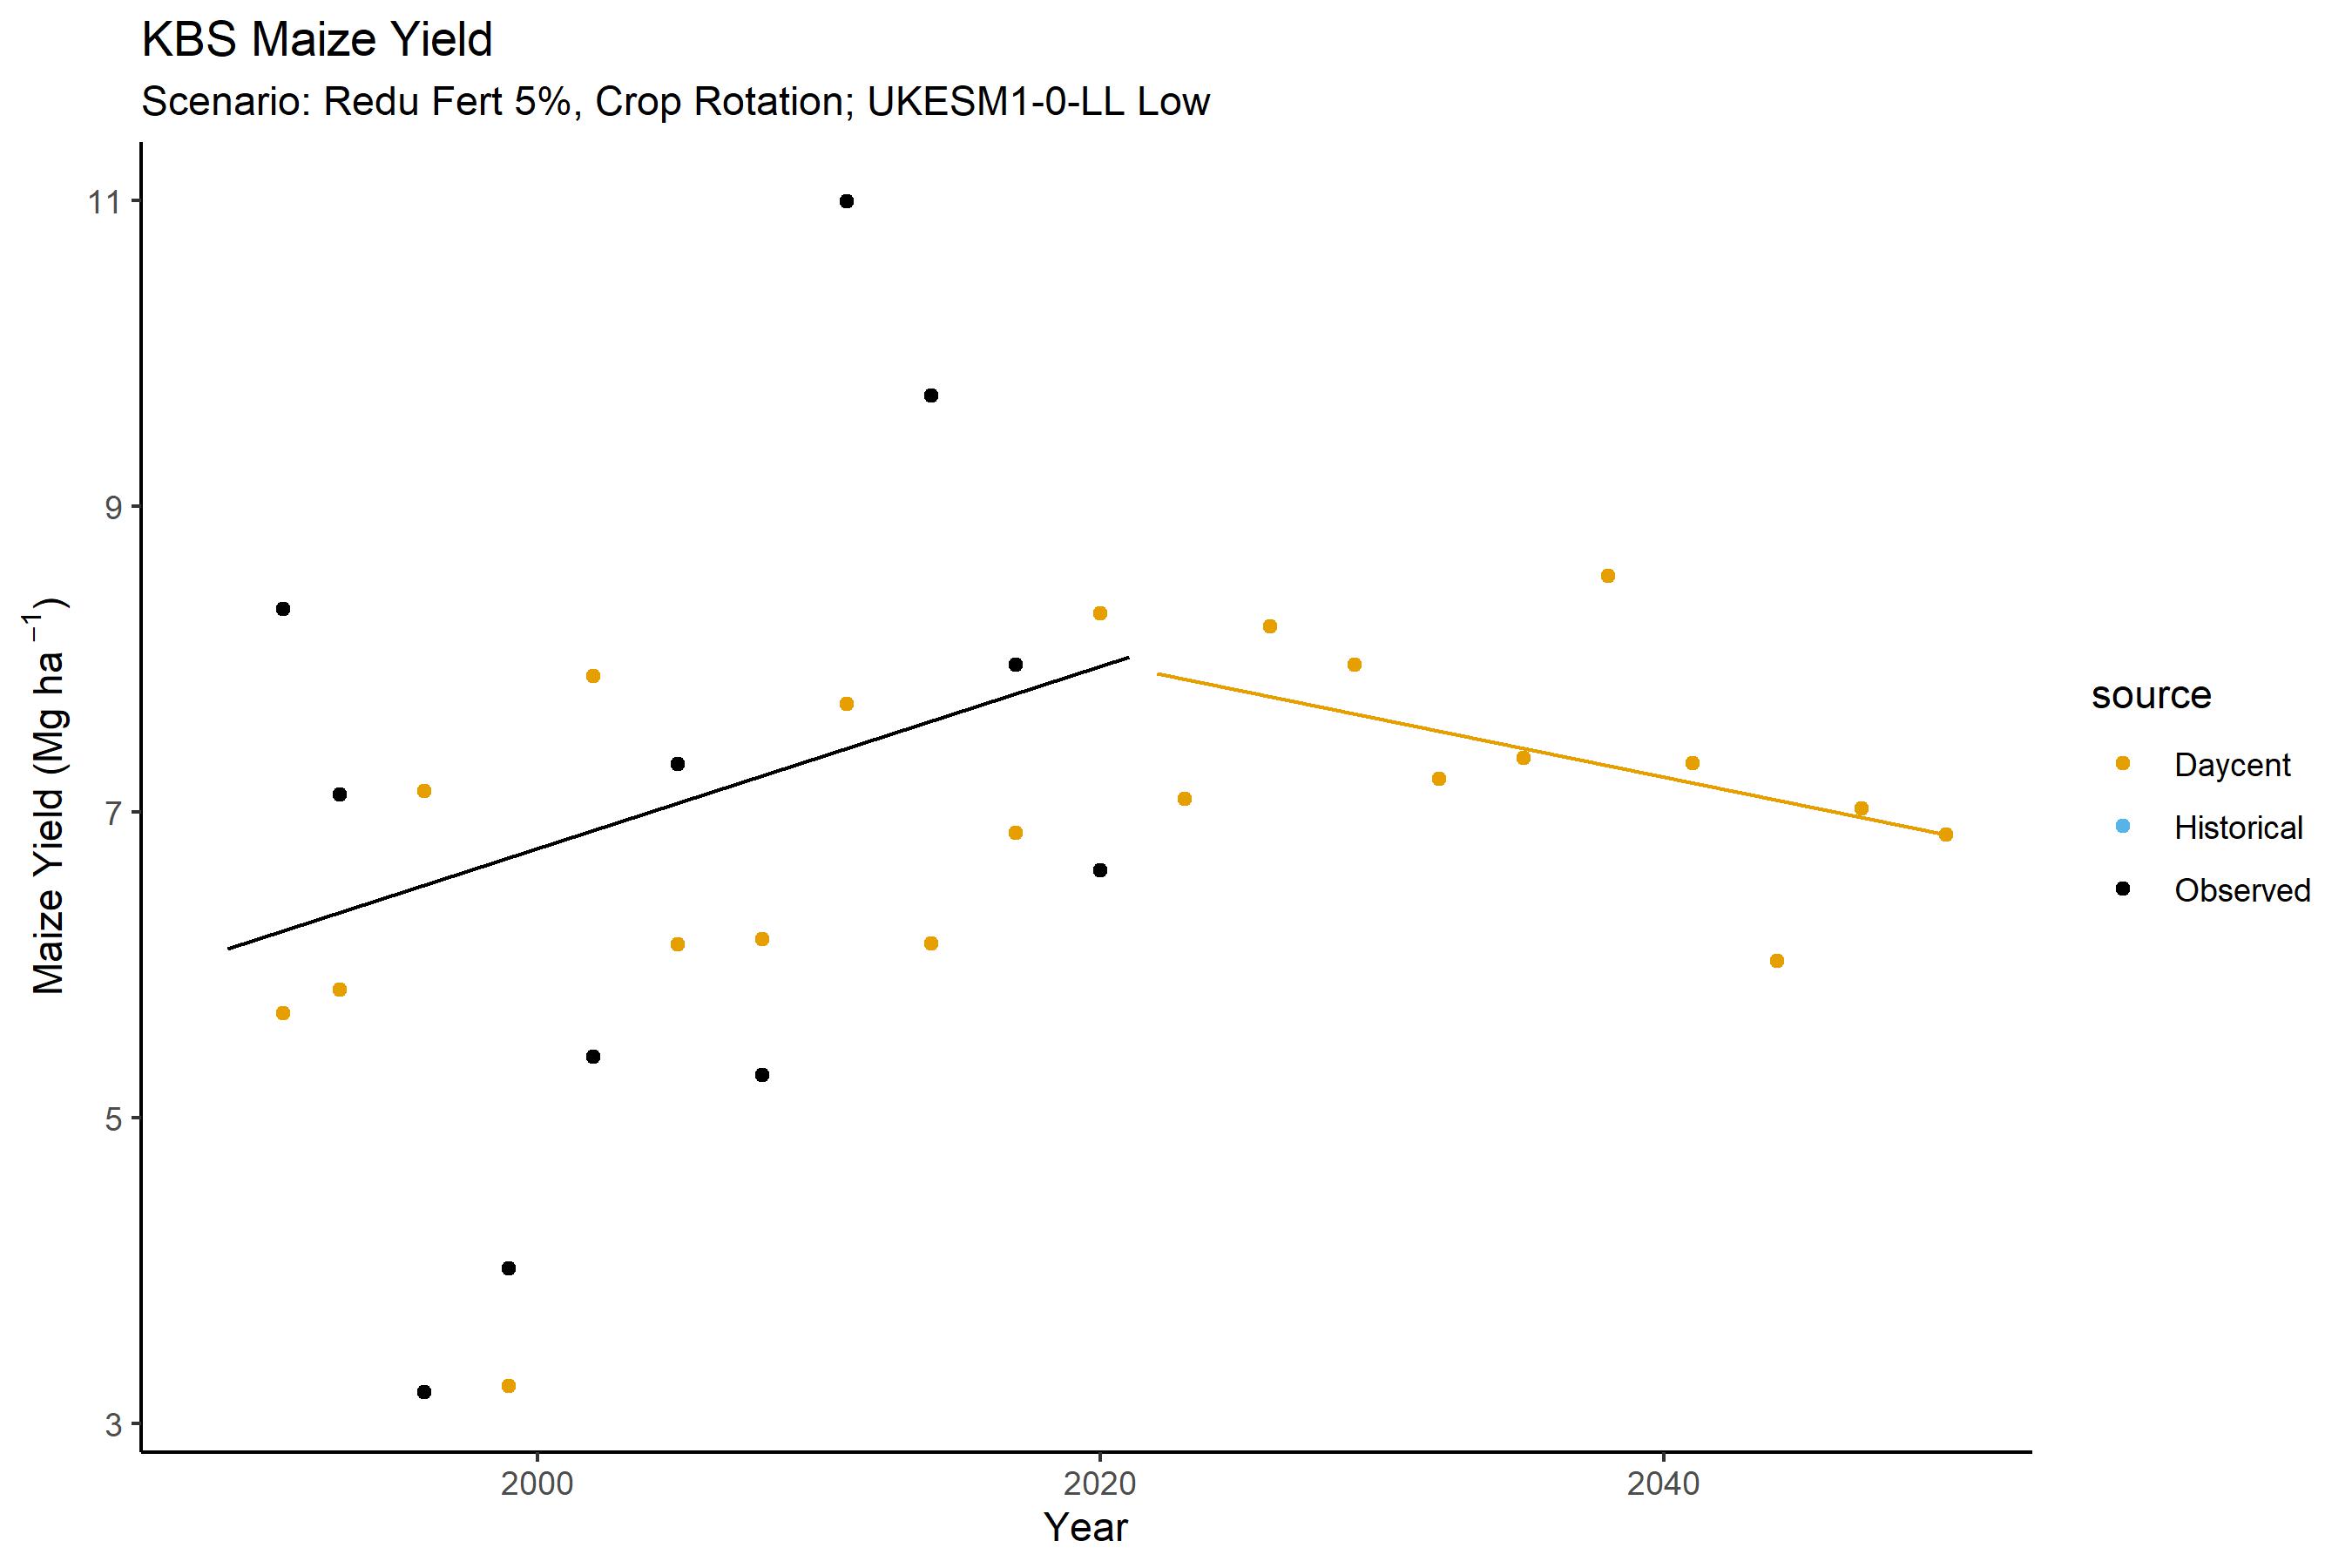 KBS Maize Yield
Scenario: Redu Fert 5%, Crop Rotation; UKESM1-0-LL Low
Maize Yield (Mg ha −1)
11
9
7
5
3
2000
2020
2040
Year
source
Daycent
Historical
Observed